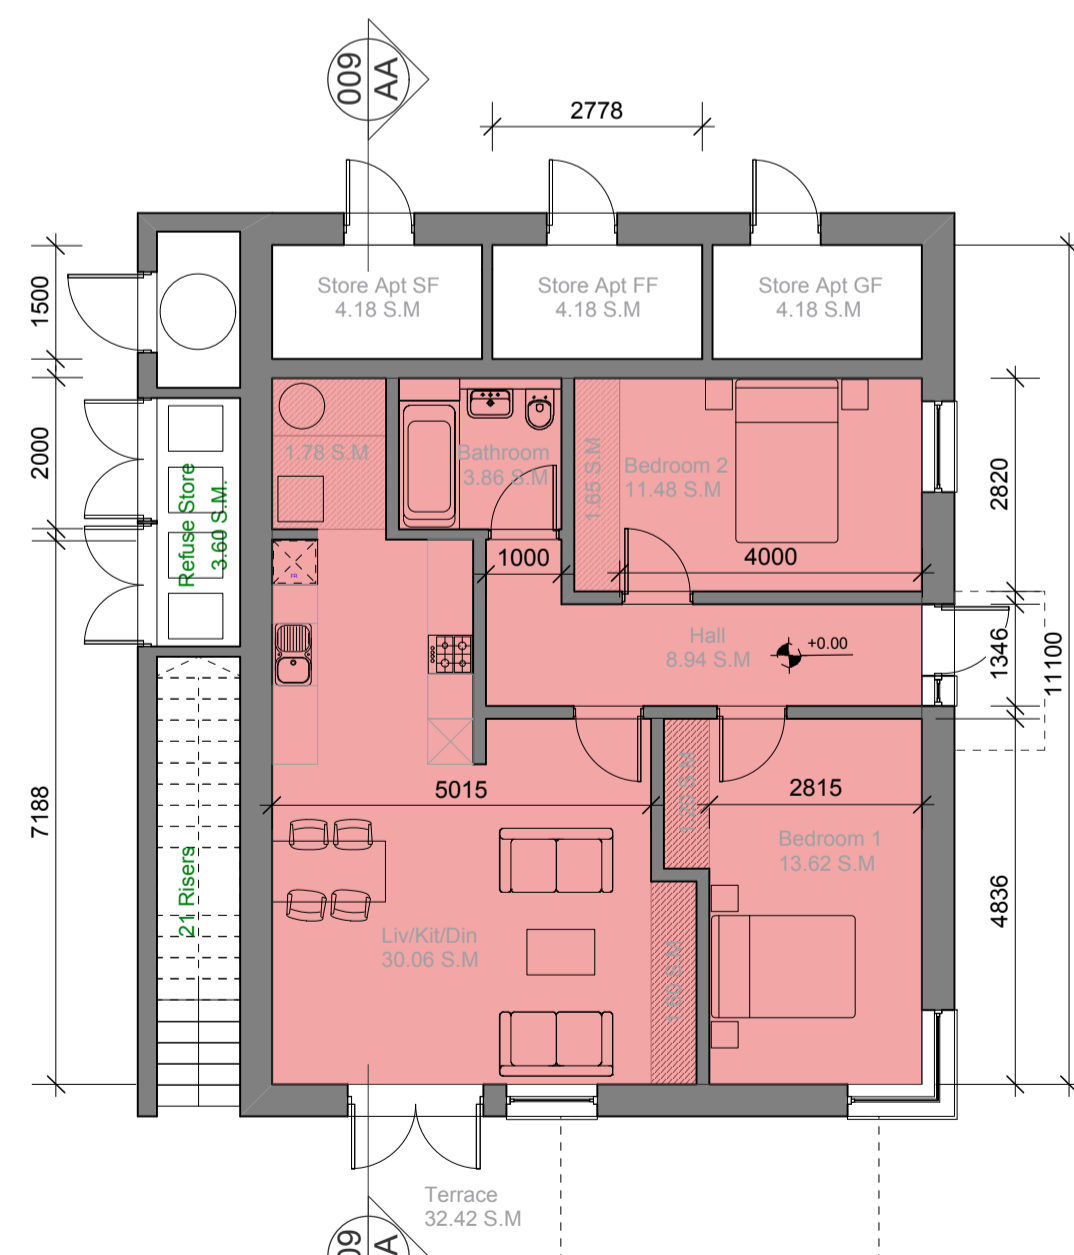 009
AA
2778
1500
Store Apt SF
4.18 S.M
Store Apt FF
4.18 S.M
Store Apt GF
4.18 S.M
2000
Refuse Store
3.60 S.M.
1.78 S.M
Bathroom
3.86 S.M
1.65 S.M
Bedroom 2
11.48 S.M
2820
FR
1000
4000
Hall
8.94 S.M
+0.00
1346
11100
7188
5015
2815
21 Risers
Bedroom 1
13.62 S.M
4836
Liv/Kit/Din
30.06 S.M
1.60 S.M
Terrace
32.42 S.M